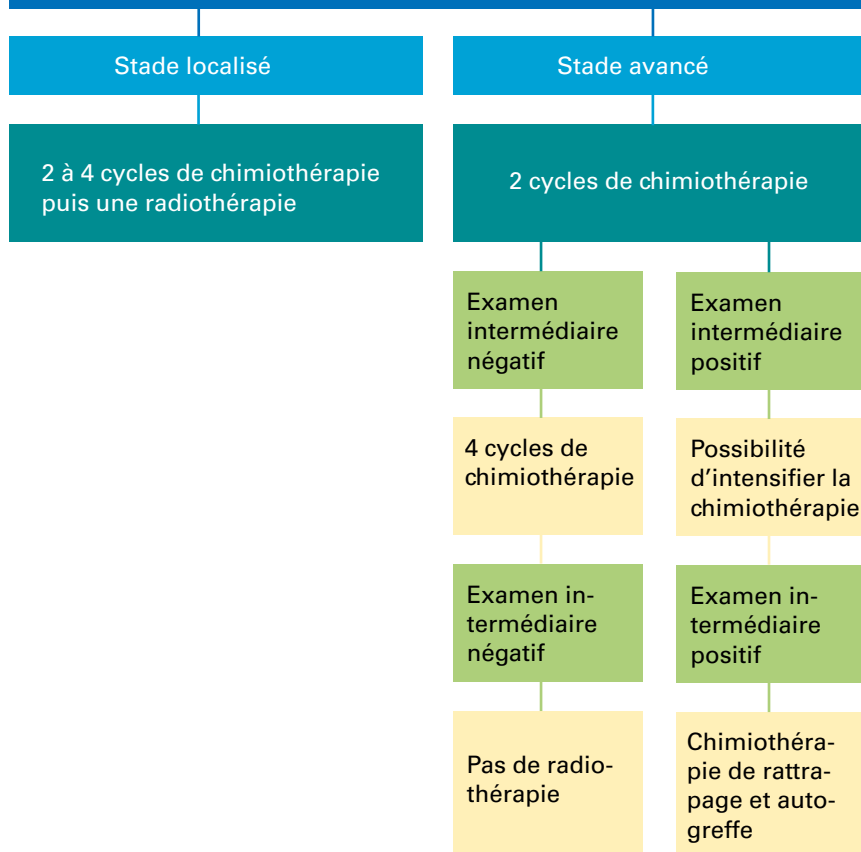 Stade localisé
Stade avancé
2 à 4 cycles de chimiothérapie
puis une radiothérapie
2 cycles de chimiothérapie
Examen
intermédiaire
négatif
Examen
intermédiaire
positif
4 cycles de
chimiothérapie
Possibilité
d’intensifier la
chimiothérapie
Examen in-
termédiaire
négatif
Examen in-
termédiaire
positif
Pas de radio-
thérapie
Chimiothéra-
pie de rattra-
page et auto-
greffe